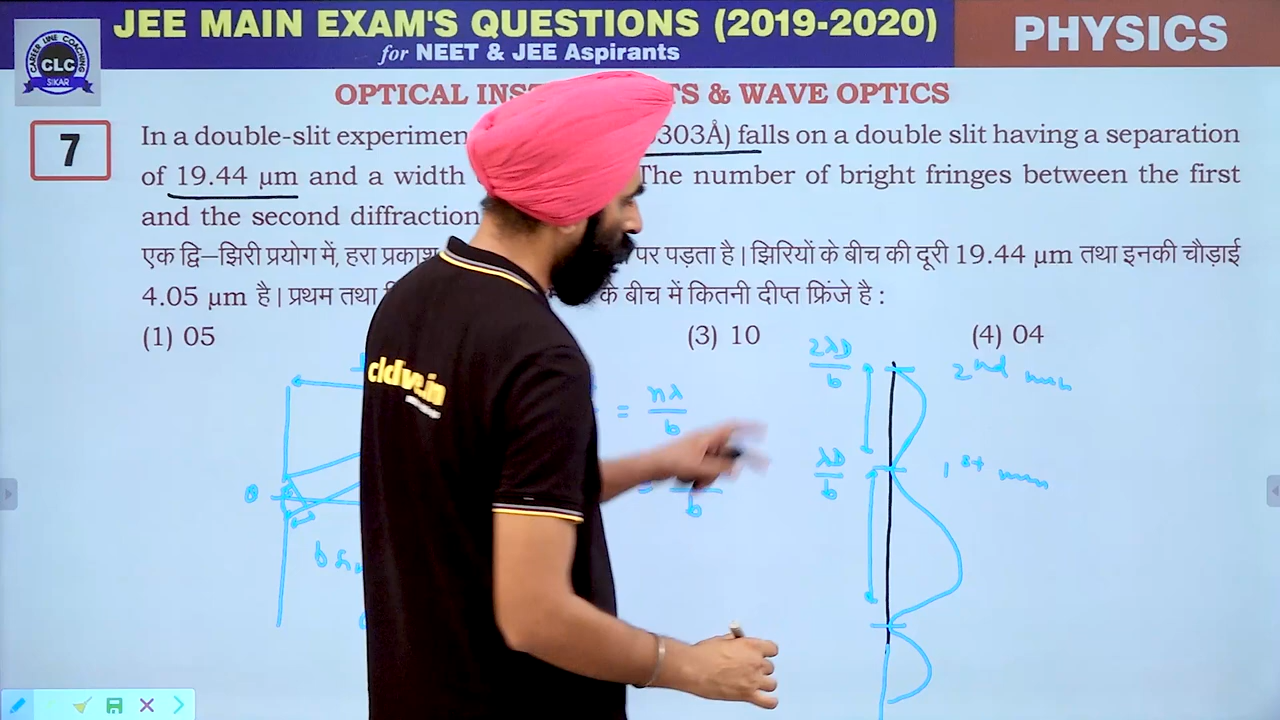 JEE MAIN EXAM'S QUESTIONS (2019-2020)
for NEET & JEE Aspirants
PHYSICS
CAREER LINE COACHING
CLC
SIKAR
OPTICAL INS TS & WAVE OPTICS
7
In a double-slit experimen 303Å) falls on a double slit having a separation
of 19.44 µm and a width The number of bright fringes between the first
and the second diffraction
एक द्वि–झिरी प्रयोग में, हरा प्रकाश पर पड़ता है। झिरियों के बीच की दूरी 19.44 µm तथा इनकी चौड़ाई
4.05 µm है। प्रथम तथा के बीच में कितनी दीप्त फ्रिंजे है :
(1) 05 (3) 10 (4) 04
clclive.in
2λD/b 2nd min
= nλ/b
λD/b 1st min
θ
b
b